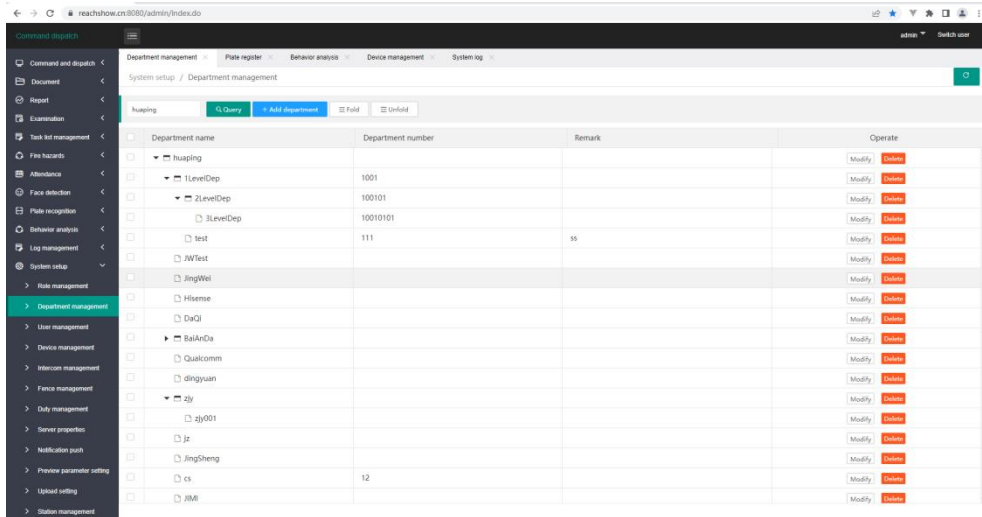 reachshow.cn:8080/admin/Index.do
Command dispatch
admin Switch user
Department management Plate register Behavior analysis Device management System log
System setup / Department management
huaping Query + Add department Fold Unfold
Command and dispatch
Document
Report
Examination
Task list management
Fire hazards
Attendance
Face detection
Plate recognition
Behavior analysis
Log management
System setup
Role management
Department management
User management
Device management
Intercom management
Fence management
Duty management
Server properties
Notification push
Preview parameter setting
Upload setting
Station management
Department name Department number Remark Operate
huaping Modify Delete
1LevelDep 1001 Modify Delete
2LevelDep 100101 Modify Delete
3LevelDep 10010101 Modify Delete
test 111 ss Modify Delete
JWTest Modify Delete
JingWei Modify Delete
Hisense Modify Delete
DaQi Modify Delete
BaiAnDa Modify Delete
Qualcomm Modify Delete
dingyuan Modify Delete
zjy Modify Delete
zjy001 Modify Delete
jz Modify Delete
JingSheng Modify Delete
cs 12 Modify Delete
JIMI Modify Delete